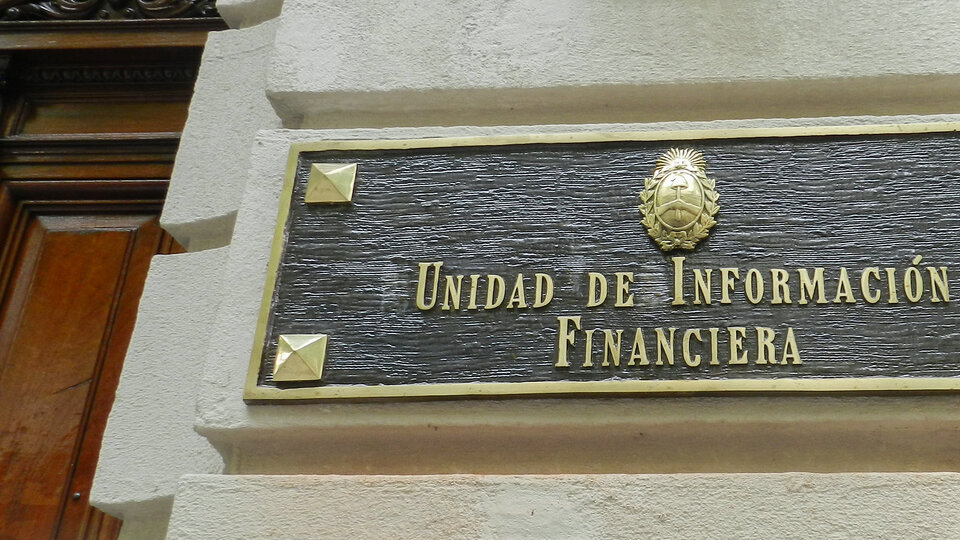 Unidad de Información
Financiera